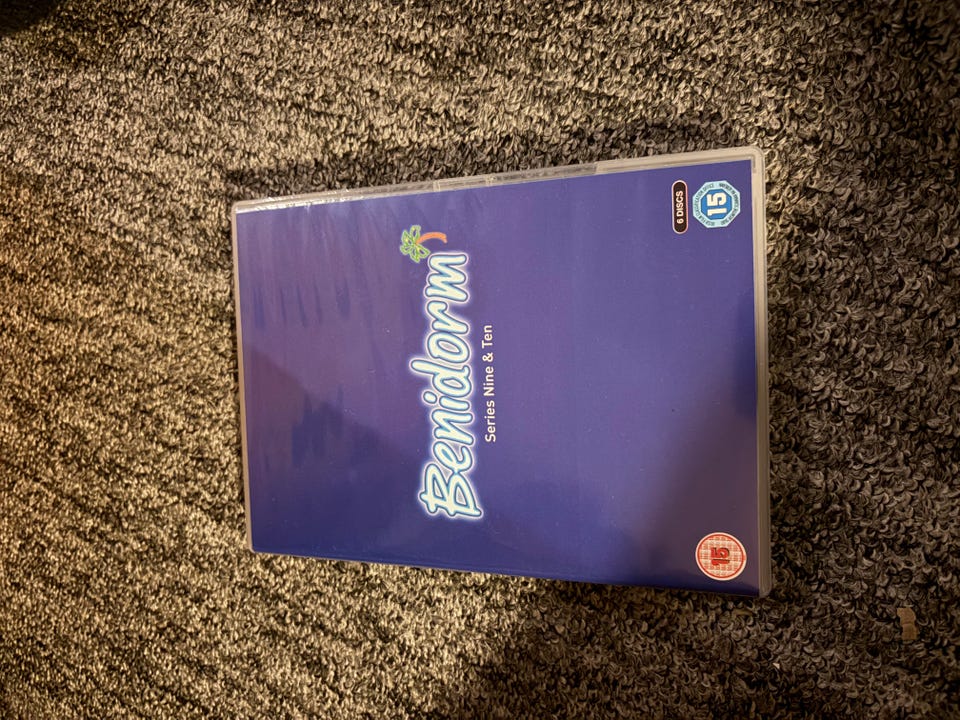 Benidorm
Series Nine & Ten
15
6 DISCS
15